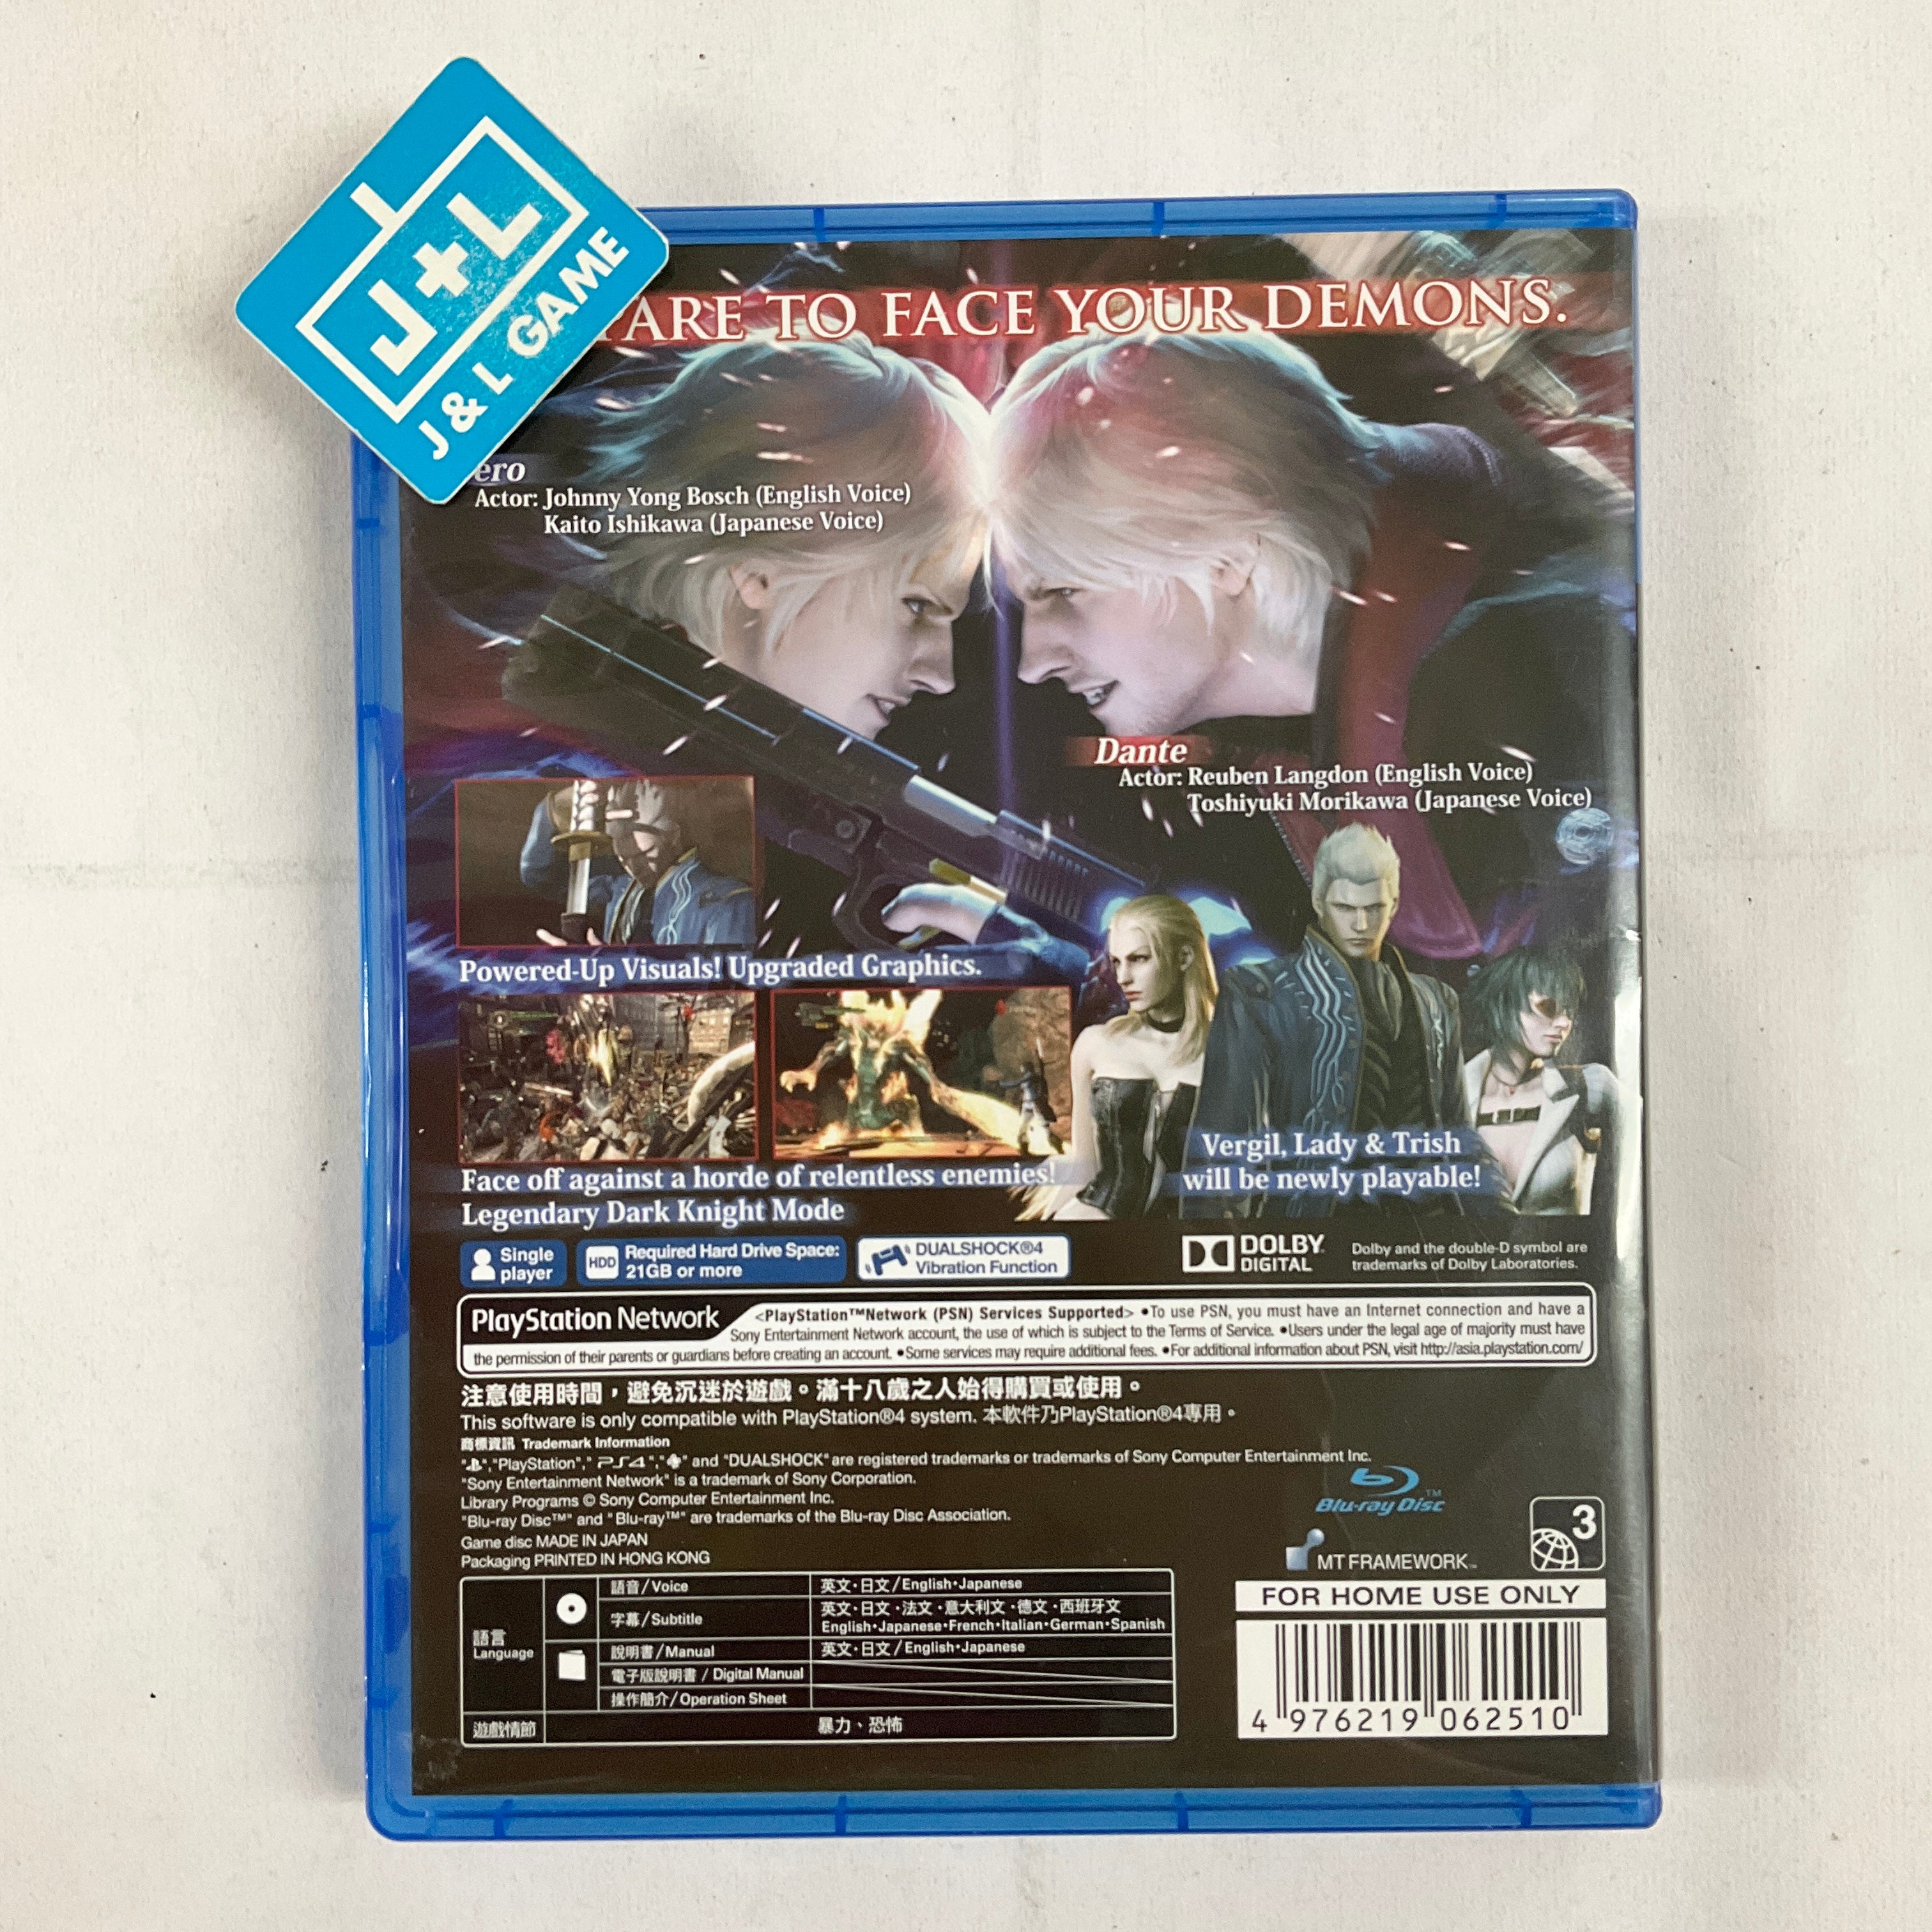 J+L
J&L GAME
PARE TO FACE YOUR DEMONS.
ero
Actor: Johnny Yong Bosch (English Voice)
Kaito Ishikawa (Japanese Voice)
Dante
Actor: Reuben Langdon (English Voice)
Toshiyuki Morikawa (Japanese Voice)
Powered-Up Visuals! Upgraded Graphics.
Face off against a horde of relentless enemies!
Legendary Dark Knight Mode
Vergil, Lady & Trish
will be newly playable!
Single
player
HDD
Required Hard Drive Space:
21GB or more
DUALSHOCK®4
Vibration Function
DOLBY
DIGITAL
Dolby and the double-D symbol are
trademarks of Dolby Laboratories.
PlayStation Network
<PlayStation™Network (PSN) Services Supported> •To use PSN, you must have an Internet connection and have a
Sony Entertainment Network account, the use of which is subject to the Terms of Service. •Users under the legal age of majority must have
the permission of their parents or guardians before creating an account. •Some services may require additional fees. •For additional information about PSN, visit http://asia.playstation.com/
注意使用時間，避免沉迷於遊戲。滿十八歲之人始得購買或使用。
This software is only compatible with PlayStation®4 system. 本軟件乃PlayStation®4專用。
商標資訊 Trademark Information
"","PlayStation","PS4","" and "DUALSHOCK" are registered trademarks or trademarks of Sony Computer Entertainment Inc.
"Sony Entertainment Network" is a trademark of Sony Corporation.
Library Programs © Sony Computer Entertainment Inc.
"Blu-ray Disc™" and "Blu-ray™" are trademarks of the Blu-ray Disc Association.
Game disc MADE IN JAPAN
Packaging PRINTED IN HONG KONG
Blu-ray Disc™
MT FRAMEWORK™
3
FOR HOME USE ONLY
語言
Language
語音/Voice
英文·日文/English·Japanese
字幕/Subtitle
英文·日文·法文·意大利文·德文·西班牙文
English·Japanese·French·Italian·German·Spanish
說明書/Manual
英文·日文/English·Japanese
電子版說明書 / Digital Manual
操作簡介/Operation Sheet
遊戲情節
暴力、恐怖
4 976219 062510